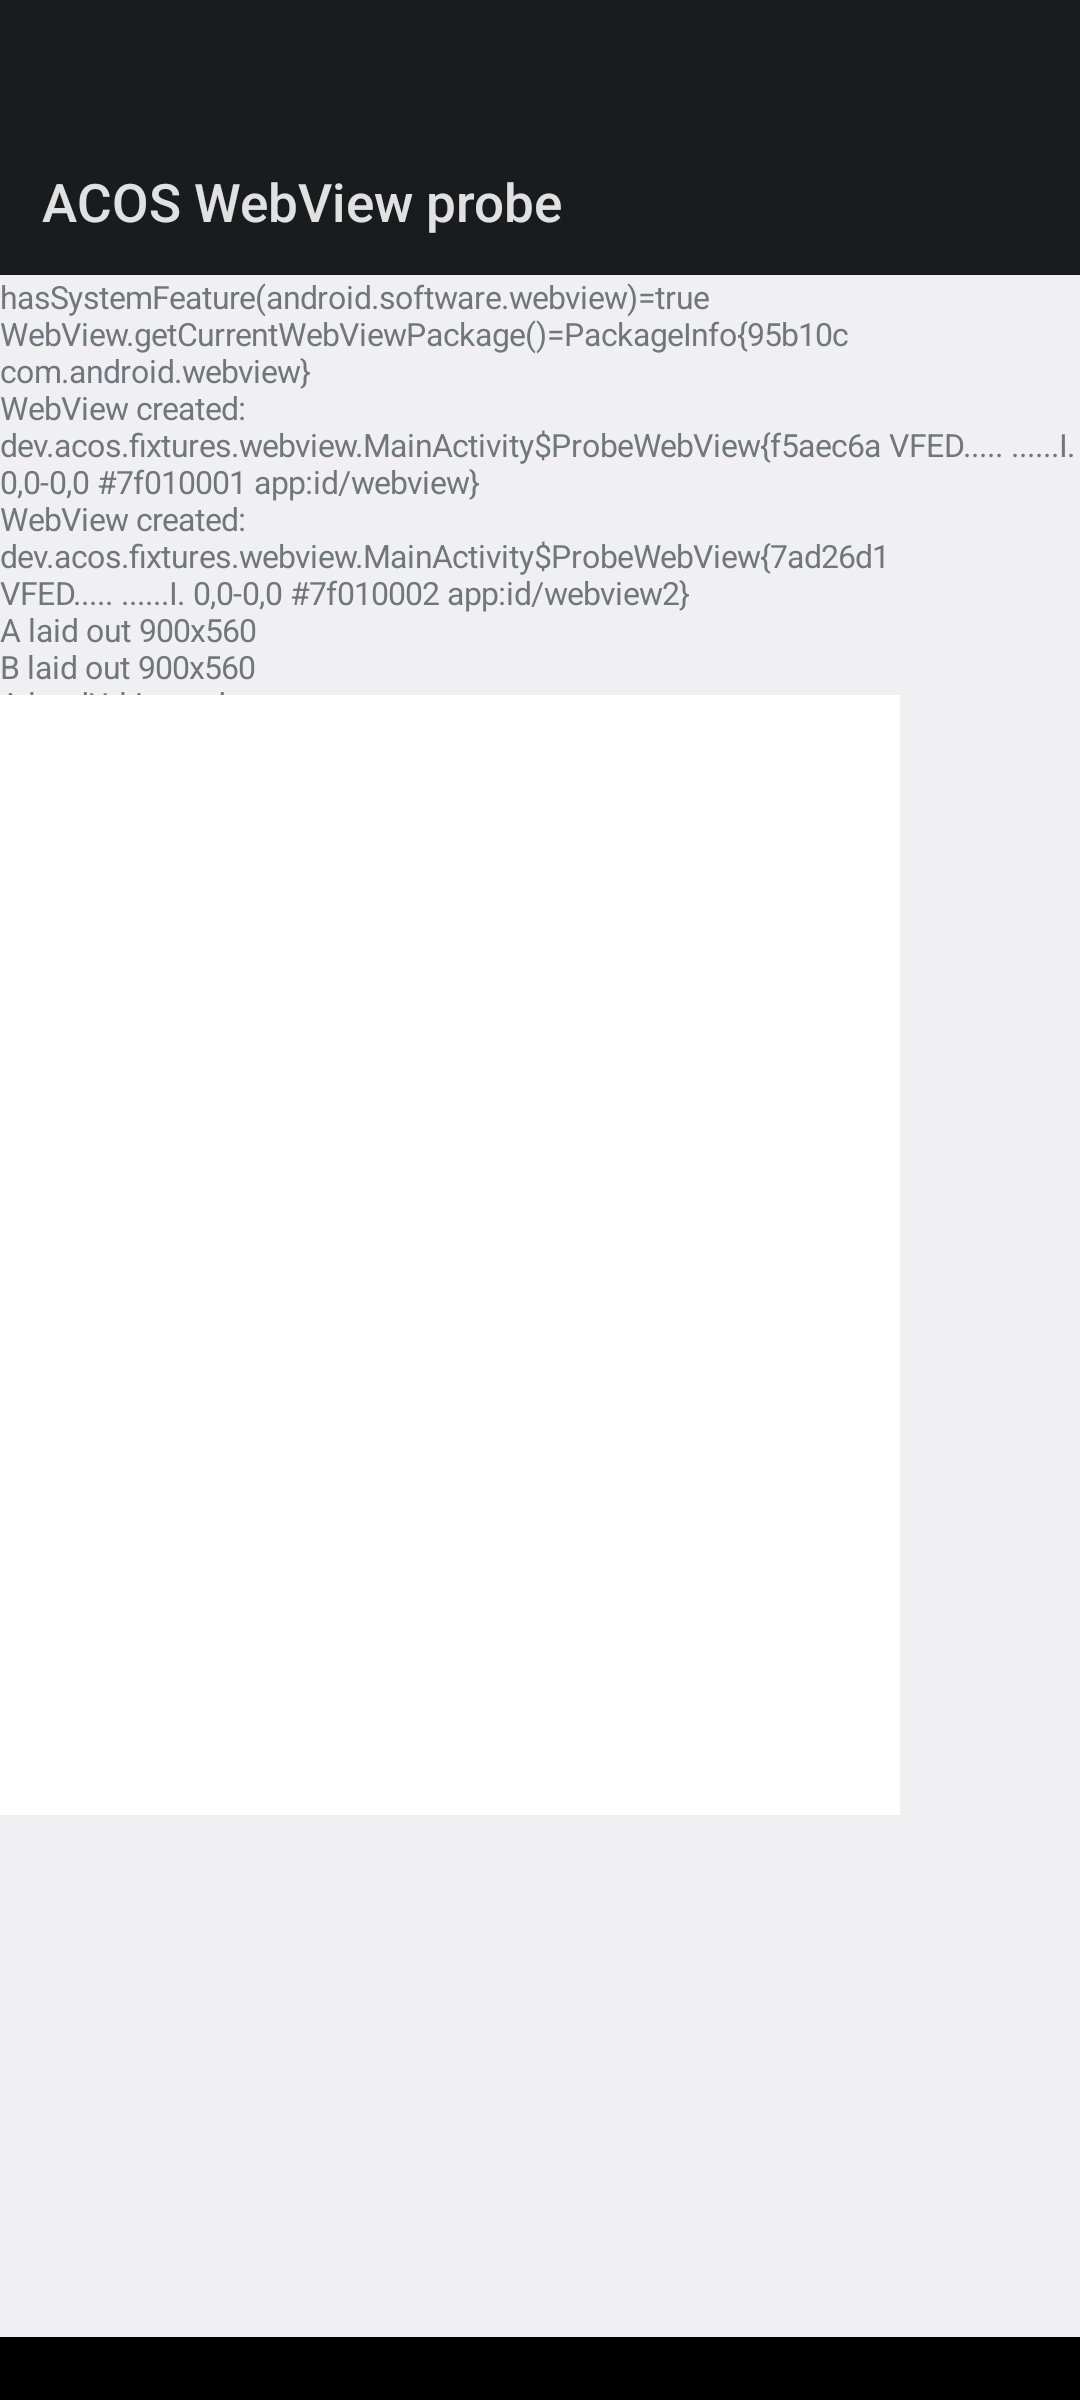 ACOS WebView probe
hasSystemFeature(android.software.webview)=true
WebView.getCurrentWebViewPackage()=PackageInfo{95b10c
com.android.webview}
WebView created:
dev.acos.fixtures.webview.MainActivity$ProbeWebView{f5aec6a VFED..... ......I.
0,0-0,0 #7f010001 app:id/webview}
WebView created:
dev.acos.fixtures.webview.MainActivity$ProbeWebView{7ad26d1
VFED..... ......I. 0,0-0,0 #7f010002 app:id/webview2}
A laid out 900x560
B laid out 900x560